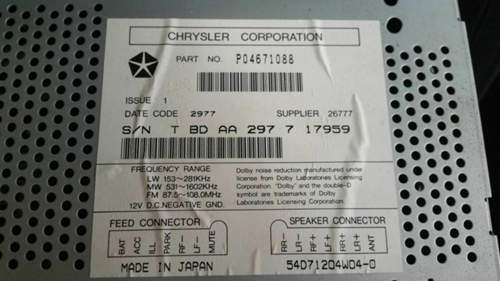 CHRYSLER CORPORATION
PART NO. P04671088
ISSUE 1
DATE CODE 2977 SUPPLIER 26777
S/N T BD AA 297 7 17959
FREQUENCY RANGE
LW 153~281KHz
MW 531~1602KHz
FM 87.5~108.0MHz
12V D.C.NEGATIVE GND.
Dolby noise reduction manufactured under
license from Dolby Laboratories Licensing
Corporation. "Dolby" and the double-D
symbol are trademarks of Dolby
Laboratories Licensing Corporation.
FEED CONNECTOR
BAT ACC ILL PARK RF- LF- MUTE
SPEAKER CONNECTOR
RR- LR- RF+ LF+ RR+ LR+ ANT
MADE IN JAPAN
54D71204W04-0